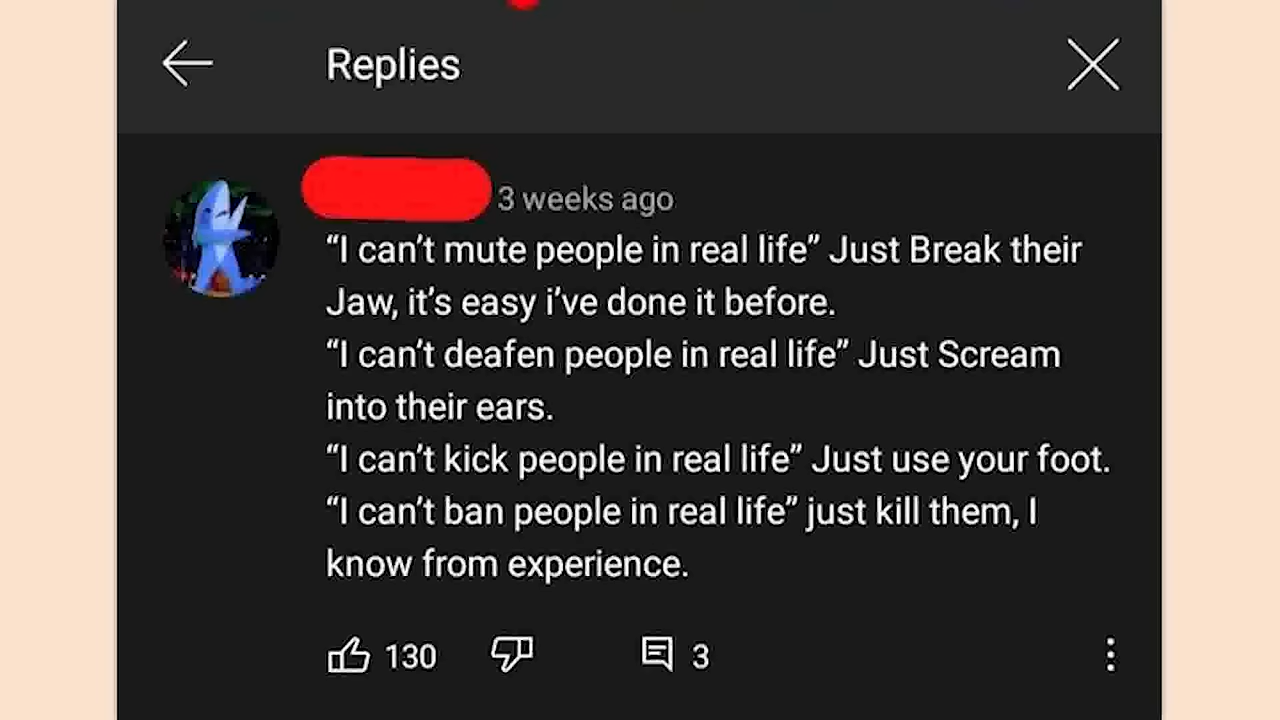 Replies
3 weeks ago
“I can’t mute people in real life” Just Break their
Jaw, it’s easy i’ve done it before.
“I can’t deafen people in real life” Just Scream
into their ears.
“I can’t kick people in real life” Just use your foot.
“I can’t ban people in real life” just kill them, I
know from experience.
130 3